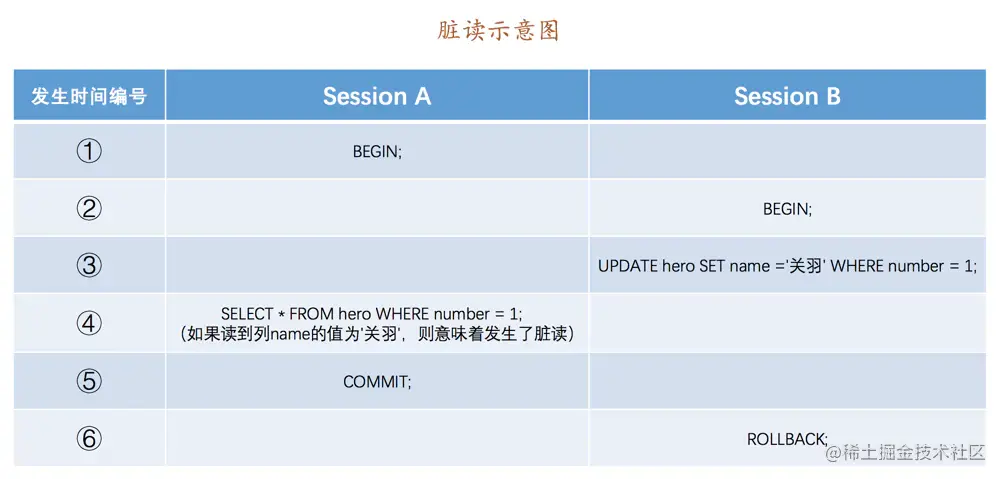 脏读示意图
发生时间编号 Session A Session B
① BEGIN;
② BEGIN;
③ UPDATE hero SET name ='关羽' WHERE number = 1;
④ SELECT * FROM hero WHERE number = 1;
（如果读到列name的值为'关羽'，则意味着发生了脏读）
⑤ COMMIT;
⑥ ROLLBACK;
@稀土掘金技术社区